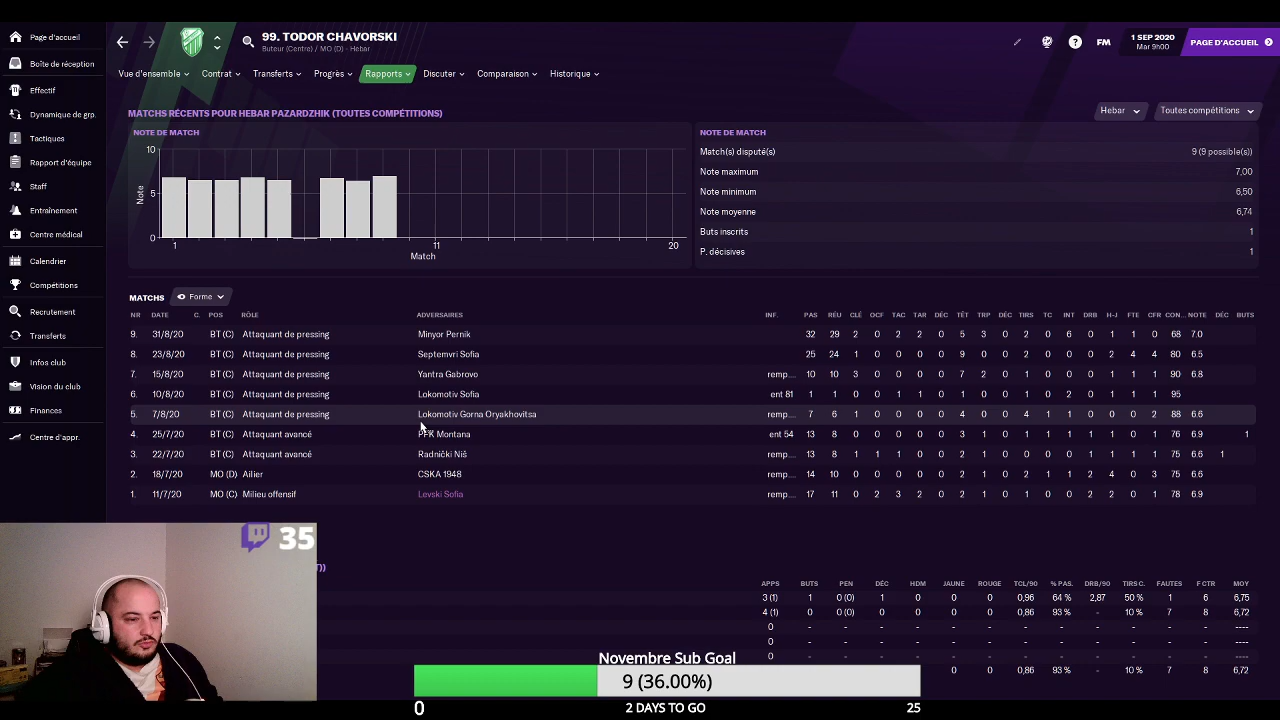 Page d'accueil
Boîte de réception
Effectif
Dynamique de grp.
Tactiques
Rapport d'équipe
Staff
Entraînement
Centre médical
Calendrier
Compétitions
Recrutement
Transferts
Infos club
Vision du club
Finances
Centre d'appr.
99. TODOR CHAVORSKI
Buteur (Centre) / MO (D) - Hebar
FM
1 SEP 2020
Mar 9h00
PAGE D'ACCUEIL
Vue d'ensemble Contrat Transferts Progrès Rapports Discuter Comparaison Historique
MATCHS RÉCENTS POUR HEBAR PAZARDZHIK (TOUTES COMPÉTITIONS)
Hebar Toutes compétitions
NOTE DE MATCH
10
5
0
Note
1 11 20
Match
NOTE DE MATCH
Match(s) disputé(s) 9 (9 possible(s))
Note maximum 7,00
Note minimum 6,50
Note moyenne 6,74
Buts inscrits 1
P. décisives 1
MATCHS Forme
NR DATE C. POS RÔLE ADVERSAIRES INF. PAS RÉU CLÉ OCF TAC TAR DÉC TÊT TRP DÉC TIRS TC INT DRB H-J FTE CFR CON... NOTE DÉC BUTS
9. 31/8/20 BT (C) Attaquant de pressing Minyor Pernik 32 29 2 0 2 2 0 5 3 0 2 0 6 0 1 1 0 68 7.0
8. 23/8/20 BT (C) Attaquant de pressing Septemvri Sofia 25 24 1 0 0 0 0 9 0 0 2 0 0 0 2 4 4 80 6.5
7. 15/8/20 BT (C) Attaquant de pressing Yantra Gabrovo remp... 10 10 3 0 0 0 0 7 2 0 1 0 0 0 1 0 1 90 6.8
6. 10/8/20 BT (C) Attaquant de pressing Lokomotiv Sofia ent 81 1 1 0 0 1 1 0 1 0 0 1 0 2 0 0 1 1 95
5. 7/8/20 BT (C) Attaquant de pressing Lokomotiv Gorna Oryakhovitsa remp... 7 6 1 0 0 0 0 4 0 0 4 1 1 0 0 0 2 88 6.6
4. 25/7/20 BT (C) Attaquant avancé PFK Montana ent 54 13 8 0 0 0 0 0 3 1 0 1 1 1 1 0 1 0 76 6.9 1
3. 22/7/20 BT (C) Attaquant avancé Radnički Niš remp... 13 8 1 1 1 0 0 2 0 0 0 0 0 1 1 1 1 75 6.6 1
2. 18/7/20 MO (D) Ailier CSKA 1948 remp... 14 10 0 0 0 0 0 2 1 0 2 1 1 2 4 0 3 75 6.6
1. 11/7/20 MO (C) Milieu offensif Levski Sofia remp... 17 11 0 2 3 2 0 2 1 0 1 0 0 2 2 0 1 78 6.9
35
T))
APPS BUTS PEN DÉC HDM JAUNE ROUGE TCL/90 % PAS. DRB/90 TIRS C. FAUTES F CTR MOY
3 (1) 1 0 (0) 1 0 0 0 0,96 64 % 2,87 50 % 1 6 6,75
4 (1) 0 0 (0) 0 0 0 0 0,86 93 % - 10 % 7 8 6,72
0 - - - - - - - - - - - - ----
0 - - - - - - - - - - - - ----
0 - - - - - - - - - - - - ----
0 0 0,86 93 % - 10 % 7 8 6,72
Novembre Sub Goal
9 (36.00%)
0 2 DAYS TO GO 25